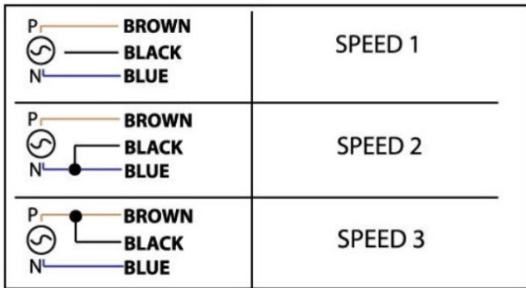 P BROWN
BLACK SPEED 1
N BLUE
P BROWN
BLACK SPEED 2
N BLUE
P BROWN
BLACK SPEED 3
N BLUE